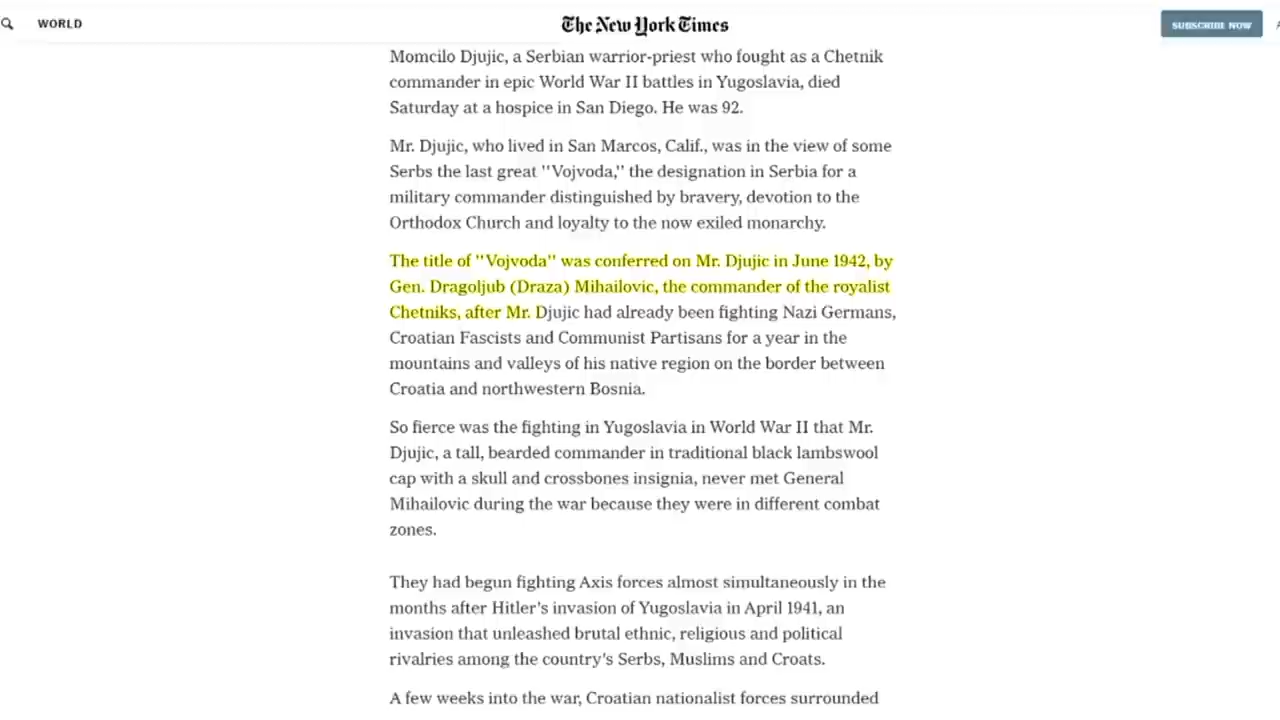 WORLD
The New York Times
SUBSCRIBE NOW
Momcilo Djujic, a Serbian warrior-priest who fought as a Chetnik
commander in epic World War II battles in Yugoslavia, died
Saturday at a hospice in San Diego. He was 92.
Mr. Djujic, who lived in San Marcos, Calif., was in the view of some
Serbs the last great ''Vojvoda,'' the designation in Serbia for a
military commander distinguished by bravery, devotion to the
Orthodox Church and loyalty to the now exiled monarchy.
The title of ''Vojvoda'' was conferred on Mr. Djujic in June 1942, by
Gen. Dragoljub (Draza) Mihailovic, the commander of the royalist
Chetniks, after Mr. Djujic had already been fighting Nazi Germans,
Croatian Fascists and Communist Partisans for a year in the
mountains and valleys of his native region on the border between
Croatia and northwestern Bosnia.
So fierce was the fighting in Yugoslavia in World War II that Mr.
Djujic, a tall, bearded commander in traditional black lambswool
cap with a skull and crossbones insignia, never met General
Mihailovic during the war because they were in different combat
zones.
They had begun fighting Axis forces almost simultaneously in the
months after Hitler's invasion of Yugoslavia in April 1941, an
invasion that unleashed brutal ethnic, religious and political
rivalries among the country's Serbs, Muslims and Croats.
A few weeks into the war, Croatian nationalist forces surrounded